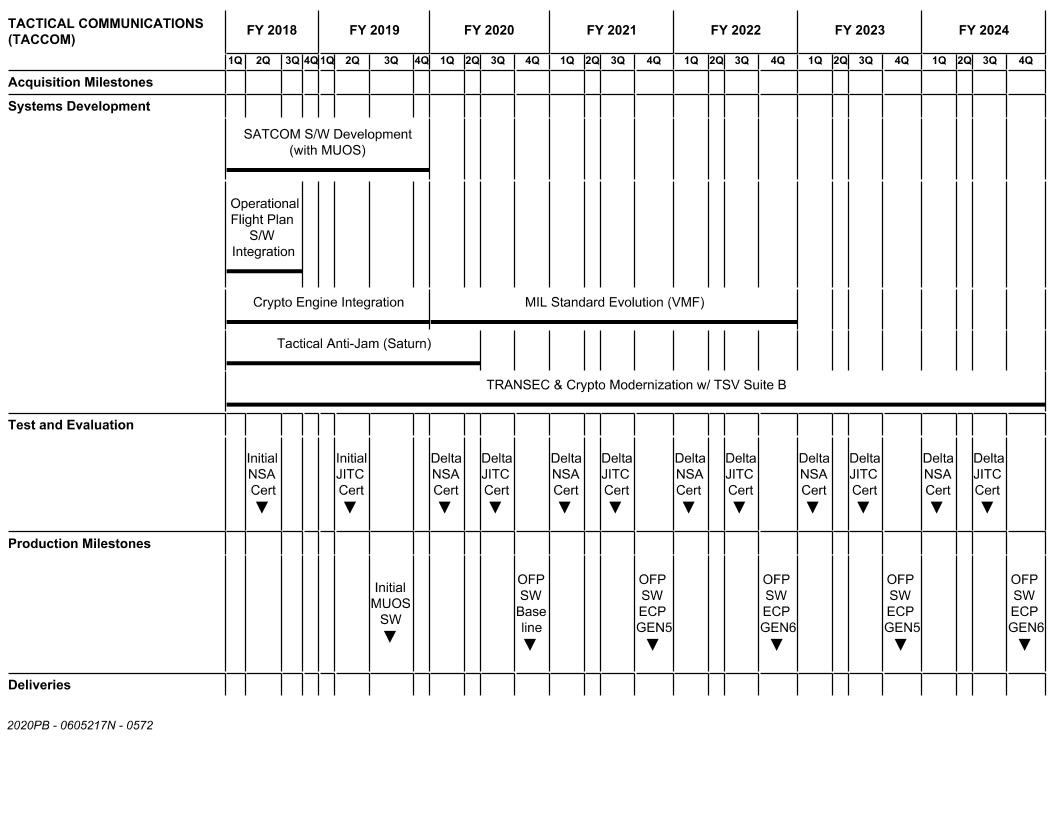 TACTICAL COMMUNICATIONS
(TACCOM)
FY 2018 FY 2019 FY 2020 FY 2021 FY 2022 FY 2023 FY 2024
1Q 2Q 3Q 4Q 1Q 2Q 3Q 4Q 1Q 2Q 3Q 4Q 1Q 2Q 3Q 4Q 1Q 2Q 3Q 4Q 1Q 2Q 3Q 4Q 1Q 2Q 3Q 4Q
Acquisition Milestones
Systems Development
SATCOM S/W Development
(with MUOS)
Operational
Flight Plan
S/W
Integration
Crypto Engine Integration
MIL Standard Evolution (VMF)
Tactical Anti-Jam (Saturn)
TRANSEC & Crypto Modernization w/ TSV Suite B
Test and Evaluation
Initial
NSA
Cert
Initial
JITC
Cert
Delta
NSA
Cert
Delta
JITC
Cert
Delta
NSA
Cert
Delta
JITC
Cert
Delta
NSA
Cert
Delta
JITC
Cert
Delta
NSA
Cert
Delta
JITC
Cert
Delta
NSA
Cert
Delta
JITC
Cert
Production Milestones
Initial
MUOS
SW
OFP
SW
Base
line
OFP
SW
ECP
GEN5
OFP
SW
ECP
GEN6
OFP
SW
ECP
GEN5
OFP
SW
ECP
GEN6
Deliveries
2020PB - 0605217N - 0572